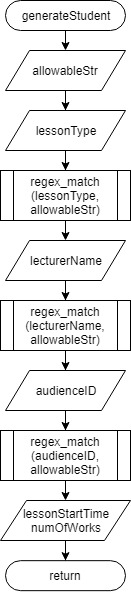 generateStudent
allowableStr
lessonType
regex_match
(lessonType,
allowableStr)
lecturerName
regex_match
(lecturerName,
allowableStr)
audienceID
regex_match
(audienceID,
allowableStr)
lessonStartTime
numOfWorks
return